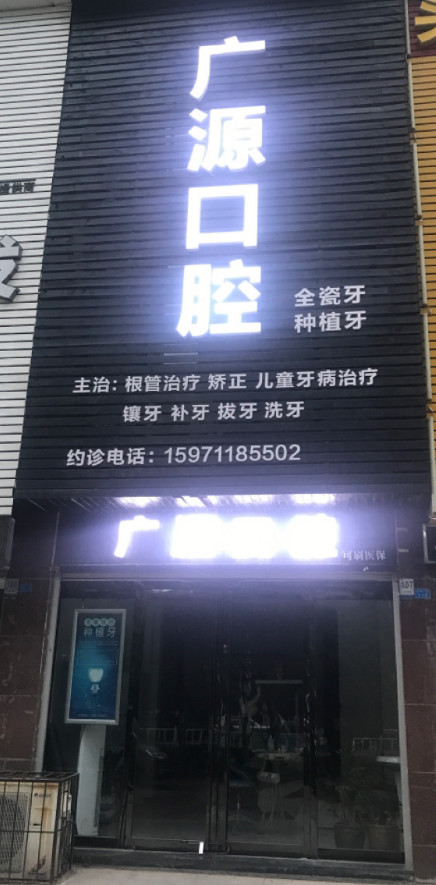 广源口腔
全瓷牙
种植牙
主治：根管治疗 矫正 儿童牙病治疗
镶牙 补牙 拔牙 洗牙
约诊电话：15971185502
广
可刷医保
种植牙